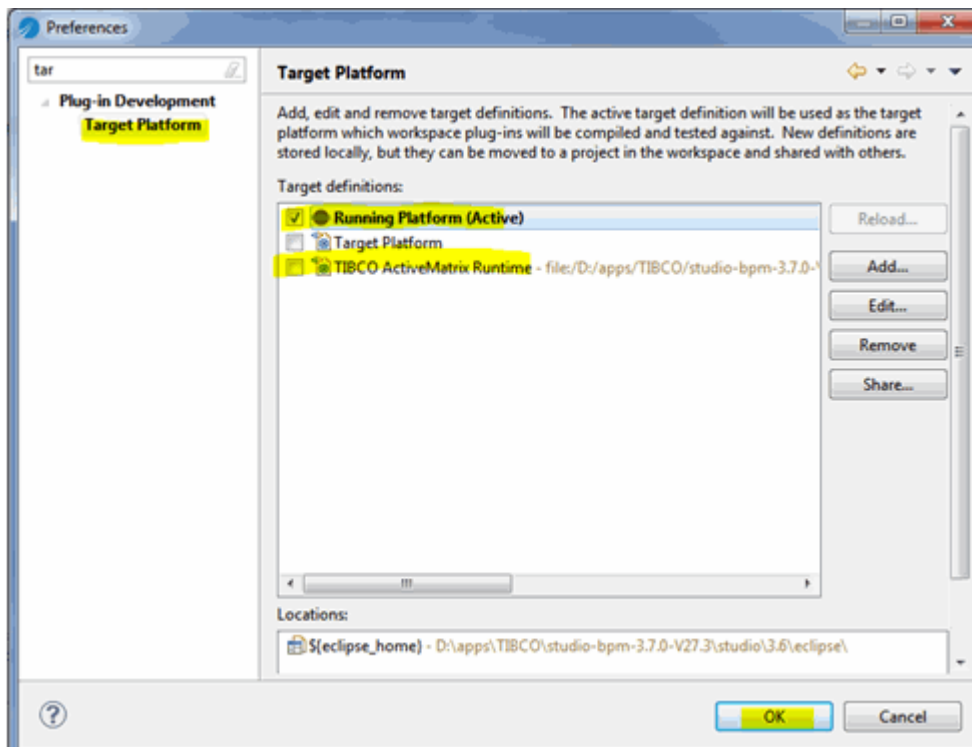 Preferences
tar
Plug-in Development
Target Platform
Target Platform
Add, edit and remove target definitions. The active target definition will be used as the target
platform which workspace plug-ins will be compiled and tested against. New definitions are
stored locally, but they can be moved to a project in the workspace and shared with others.
Target definitions:
Running Platform (Active)
Target Platform
TIBCO ActiveMatrix Runtime - file:/D:/apps/TIBCO/studio-bpm-3.7.0-
Reload...
Add...
Edit...
Remove
Share...
Locations:
${eclipse_home} - D:\apps\TIBCO\studio-bpm-3.7.0-V27.3\studio\3.6\eclipse\
OK
Cancel